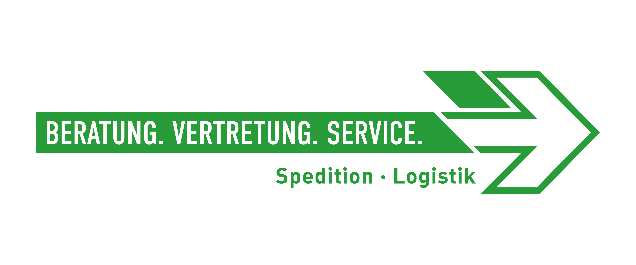 BERATUNG. VERTRETUNG. SERVICE.
Spedition · Logistik